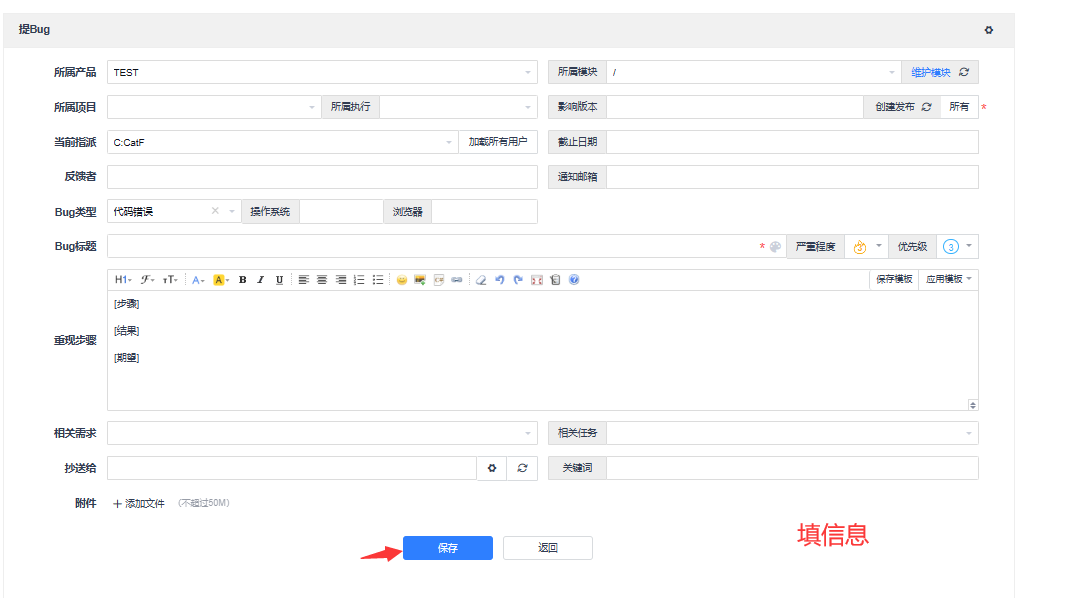 提Bug
所属产品 TEST 所属模块 / 维护模块
所属项目 所属执行 影响版本 创建发布 所有 *
当前指派 C:CatF 加载所有用户 截止日期
反馈者 通知邮箱
Bug类型 代码错误 × 操作系统 浏览器
Bug标题 * 严重程度 3 优先级 3
H1 ℱ TT A A B I U 保存模板 应用模板
重现步骤
[步骤]
[结果]
[期望]
相关需求 相关任务
抄送给 关键词
附件 + 添加文件 (不超过50M)
填信息
保存 返回